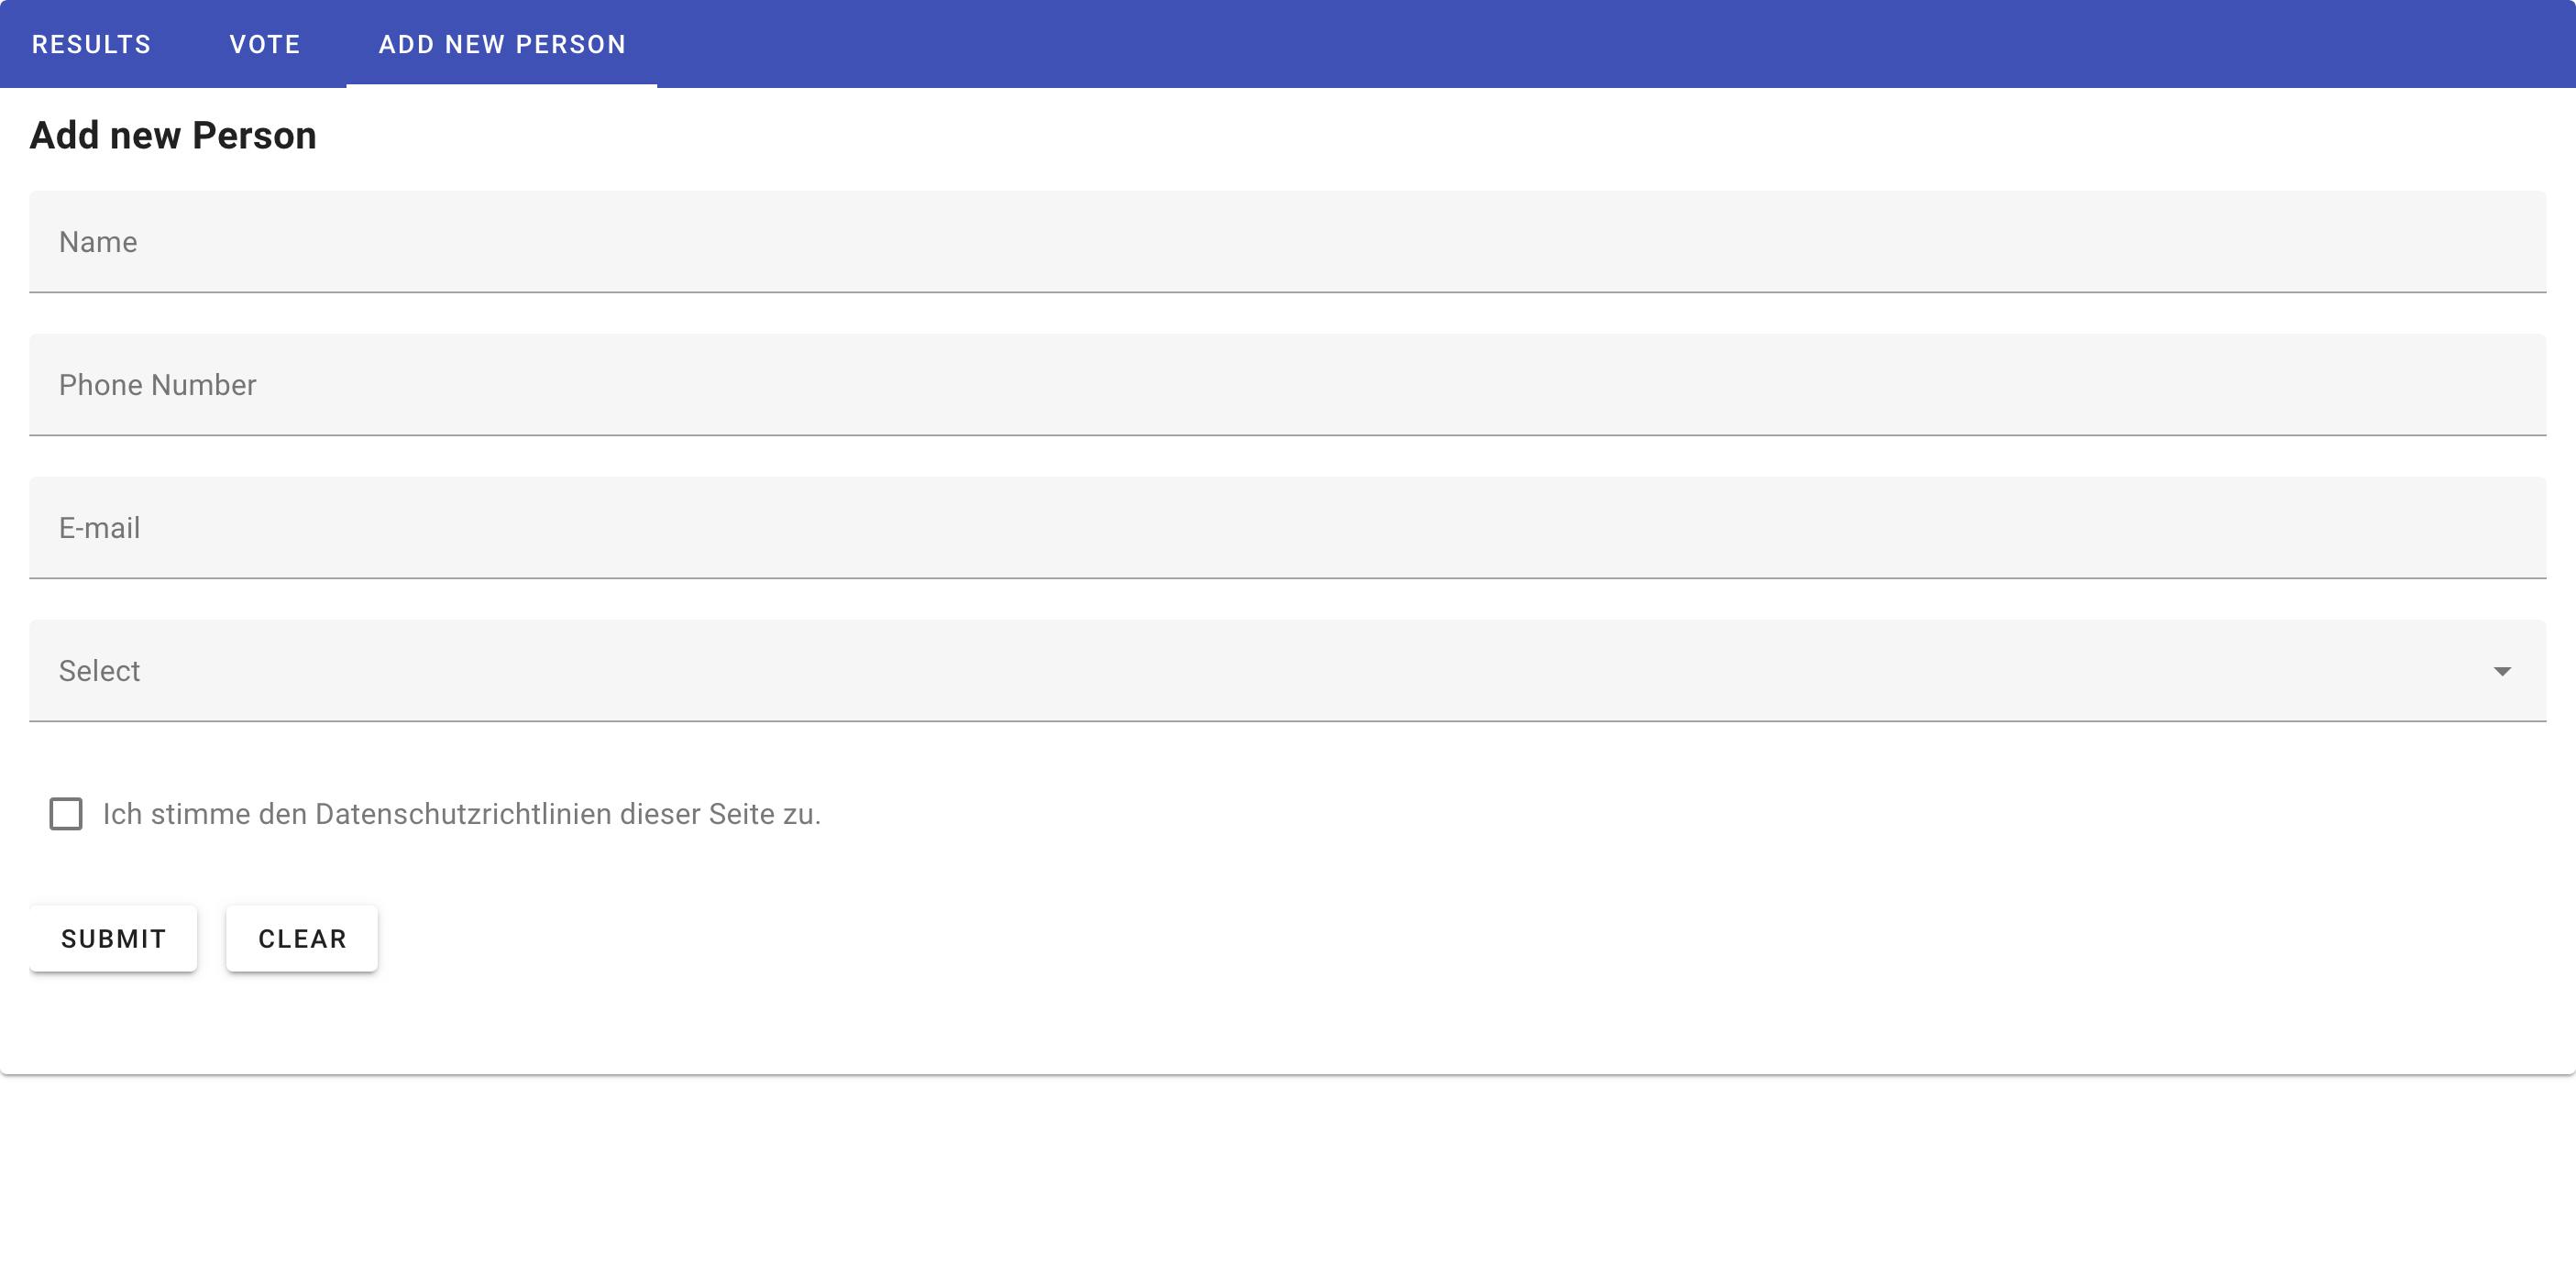 RESULTS VOTE ADD NEW PERSON
Add new Person
Name
Phone Number
E-mail
Select
Ich stimme den Datenschutzrichtlinien dieser Seite zu.
SUBMIT CLEAR